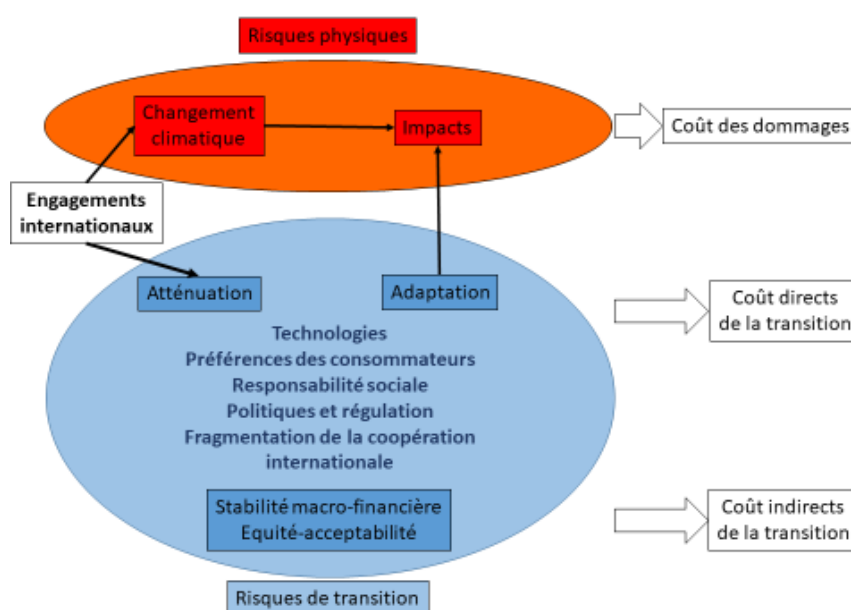 Risques physiques
Changement
climatique
Impacts
Coût des dommages
Engagements
internationaux
Atténuation
Adaptation
Coût directs
de la transition
Technologies
Préférences des consommateurs
Responsabilité sociale
Politiques et régulation
Fragmentation de la coopération
internationale
Stabilité macro-financière
Equité-acceptabilité
Coût indirects
de la transition
Risques de transition